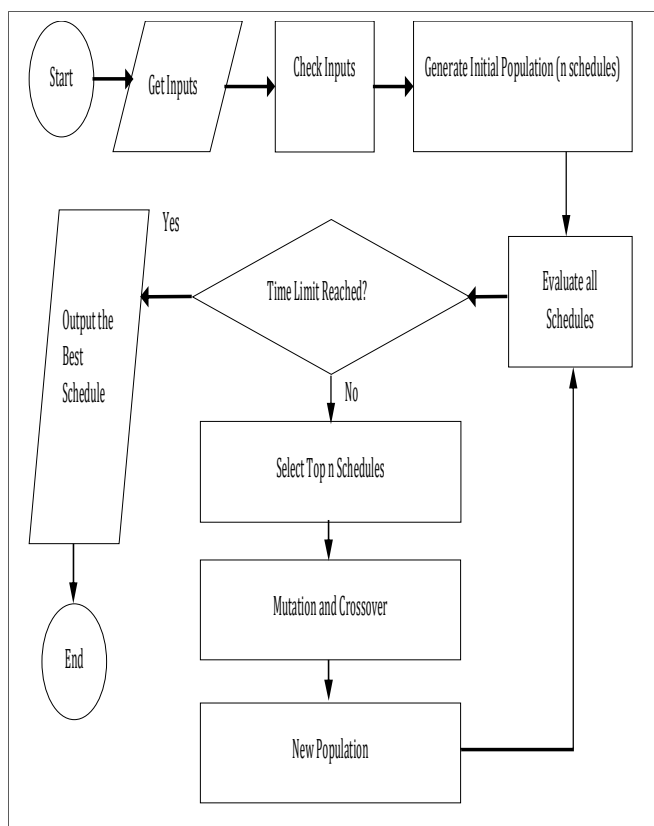 Start
Get Inputs
Check Inputs
Generate Initial Population (n schedules)
Yes
Time Limit Reached?
Evaluate all
Schedules
Output the
Best
Schedule
No
Select Top n Schedules
Mutation and Crossover
End
New Population